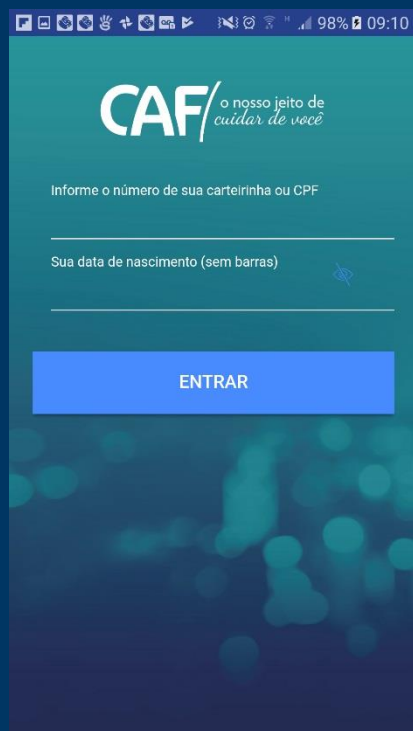 98% 09:10
CAF/ o nosso jeito de
cuidar de você
Informe o número de sua carteirinha ou CPF
Sua data de nascimento (sem barras)
ENTRAR